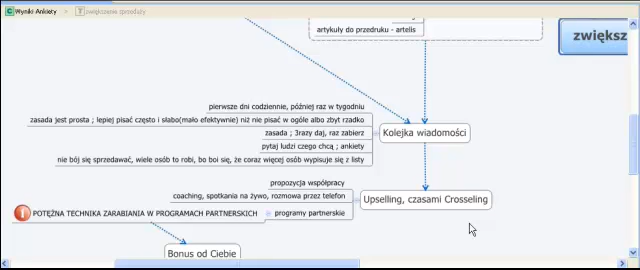 Wyniki Ankiety
zwiększenie sprzedaży
artykuły do przedruku - artelis
zwiększ
pierwsze dni codziennie, później raz w tygodniu
zasada jest prosta ; lepiej pisać często i słabo(mało efektywnie) niż nie pisać w ogóle albo zbyt rzadko
zasada ; 3razy daj, raz zabierz
pytaj ludzi czego chcą ; ankiety
nie bój się sprzedawać, wiele osób to robi, bo boi się, że coraz więcej osób wypisuje się z listy
Kolejka wiadomości
propozycja współpracy
coaching, spotkania na żywo, rozmowa przez telefon
POTĘŻNA TECHNIKA ZARABIANIA W PROGRAMACH PARTNERSKICH
programy partnerskie
Upselling, czasami Crosseling
Bonus od Ciebie